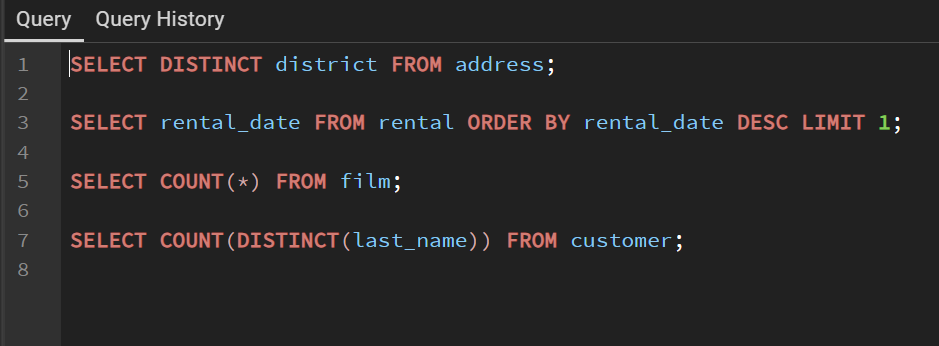 Query Query History
1 SELECT DISTINCT district FROM address;
2
3 SELECT rental_date FROM rental ORDER BY rental_date DESC LIMIT 1;
4
5 SELECT COUNT(*) FROM film;
6
7 SELECT COUNT(DISTINCT(last_name)) FROM customer;
8